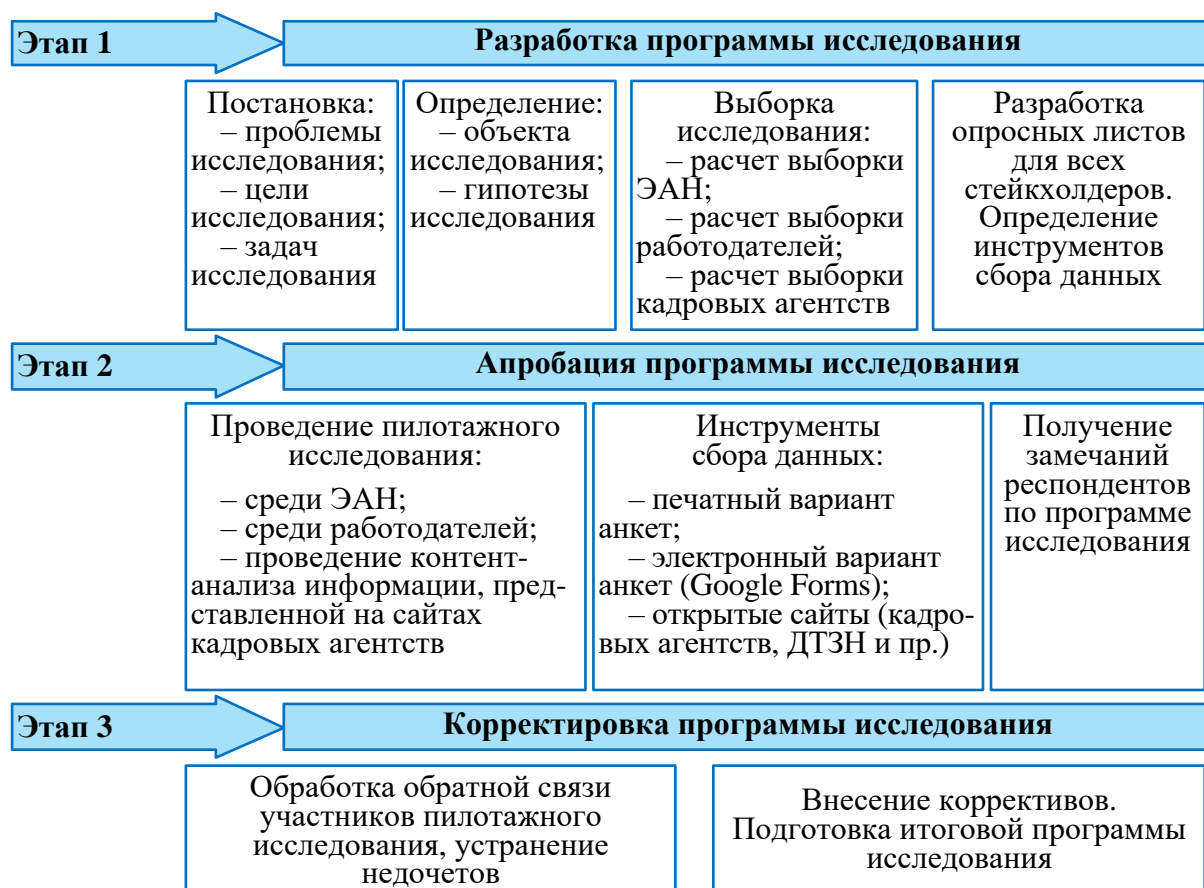 Этап 1
Разработка программы исследования
Постановка:
– проблемы
исследования;
– цели
исследования;
– задач
исследования
Определение:
– объекта
исследования;
– гипотезы
исследования
Выборка
исследования:
– расчет выборки
ЭАН;
– расчет выборки
работодателей;
– расчет выборки
кадровых агентств
Разработка
опросных листов
для всех
стейкхолдеров.
Определение
инструментов
сбора данных
Этап 2
Апробация программы исследования
Проведение пилотажного
исследования:
– среди ЭАН;
– среди работодателей;
– проведение контент-
анализа информации, пред-
ставленной на сайтах
кадровых агентств
Инструменты
сбора данных:
– печатный вариант
анкет;
– электронный вариант
анкет (Google Forms);
– открытые сайты (кадро-
вых агентств, ДТЗН и пр.)
Получение
замечаний
респондентов
по программе
исследования
Этап 3
Корректировка программы исследования
Обработка обратной связи
участников пилотажного
исследования, устранение
недочетов
Внесение коррективов.
Подготовка итоговой программы
исследования